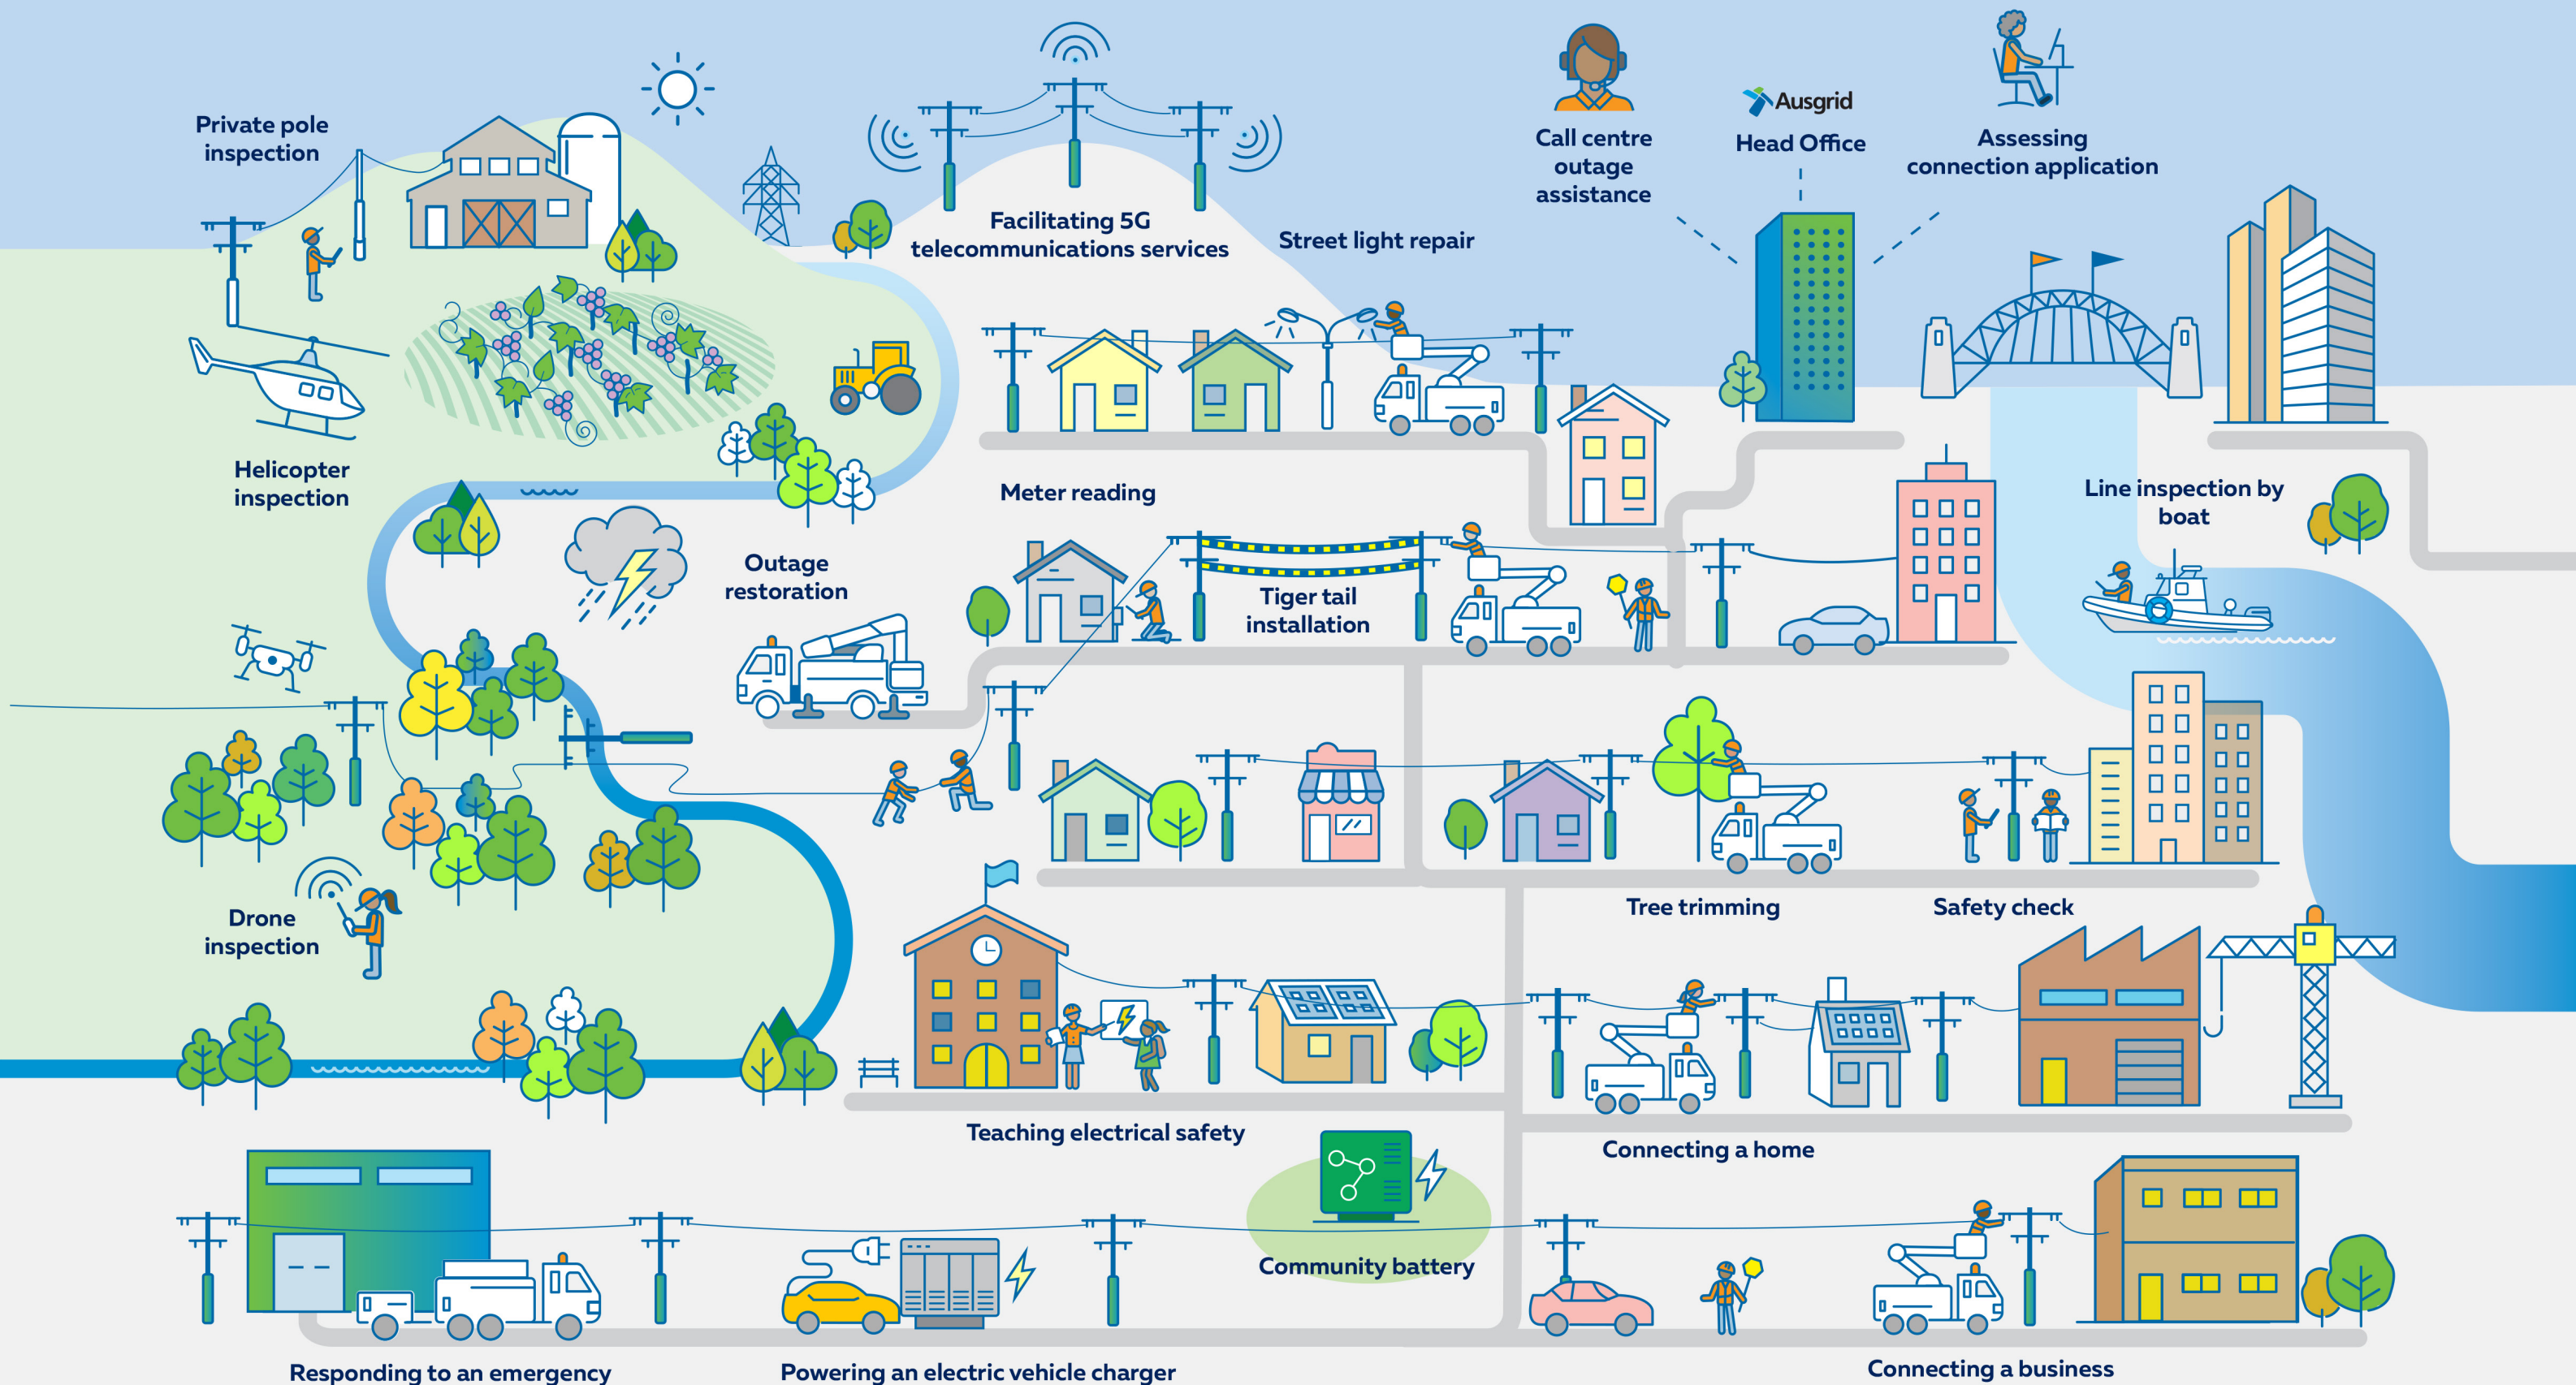 Private pole
inspection
Facilitating 5G
telecommunications services
Street light repair
Call centre
outage
assistance
Ausgrid
Head Office
Assessing
connection application
Helicopter
inspection
Meter reading
Line inspection by
boat
Outage
restoration
Tiger tail
installation
Drone
inspection
Tree trimming
Safety check
Teaching electrical safety
Connecting a home
Community battery
Responding to an emergency
Powering an electric vehicle charger
Connecting a business